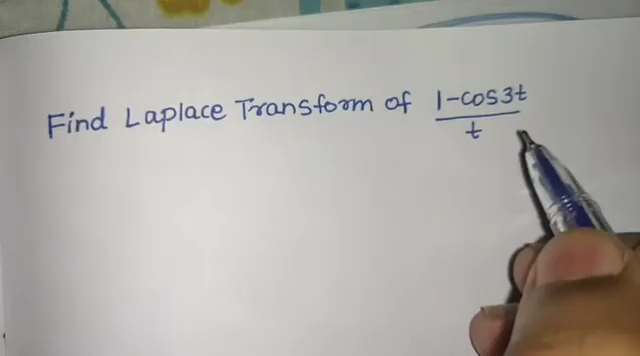 Find Laplace Transform of (1-cos3t)/t